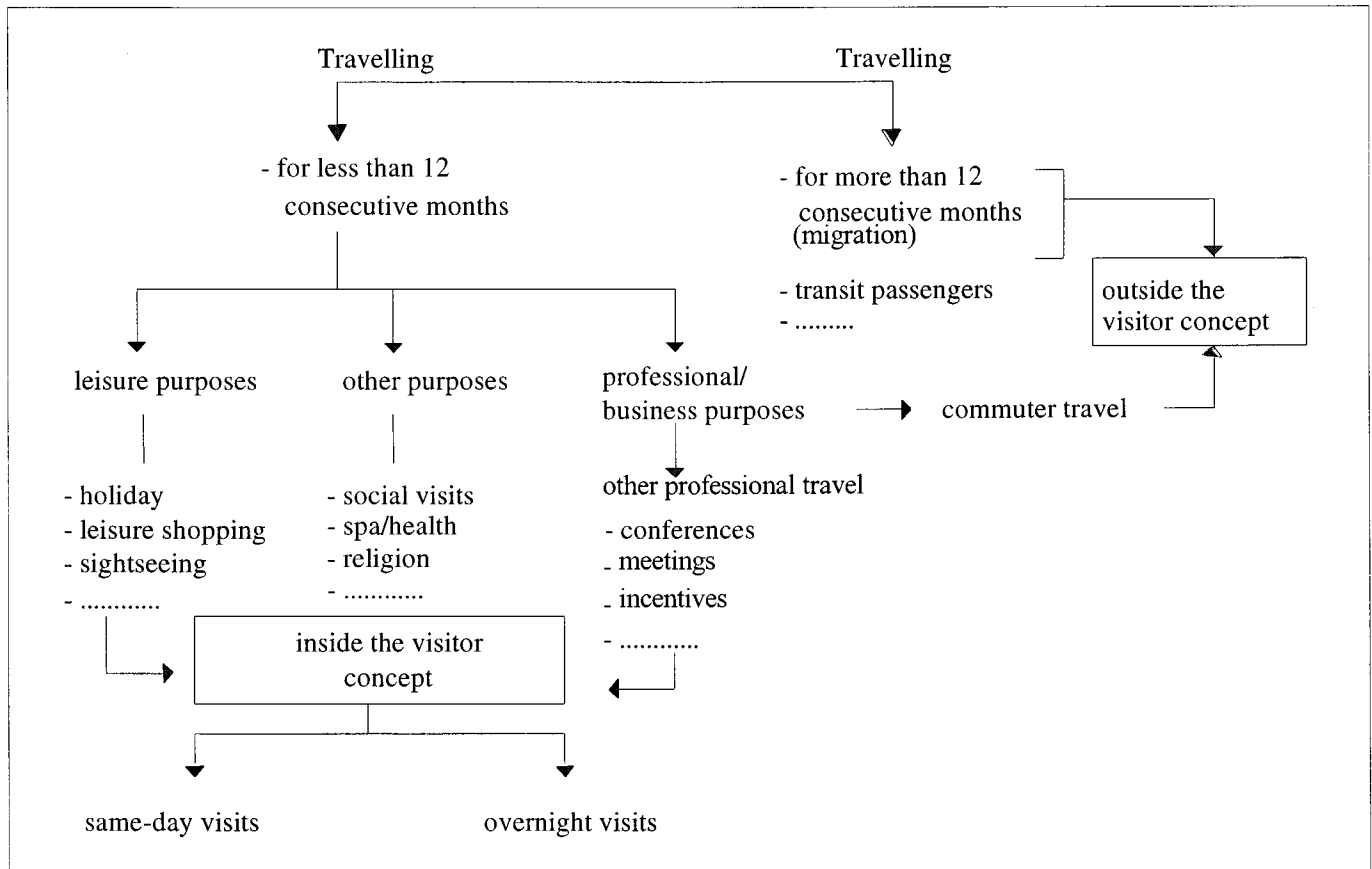 Travelling
Travelling
- for less than 12
consecutive months
- for more than 12
consecutive months
(migration)
- transit passengers
- .........
outside the
visitor concept
leisure purposes
other purposes
professional/
business purposes
commuter travel
- holiday
- leisure shopping
- sightseeing
- ............
- social visits
- spa/health
- religion
- ............
other professional travel
- conferences
- meetings
- incentives
- ............
inside the visitor
concept
same-day visits
overnight visits